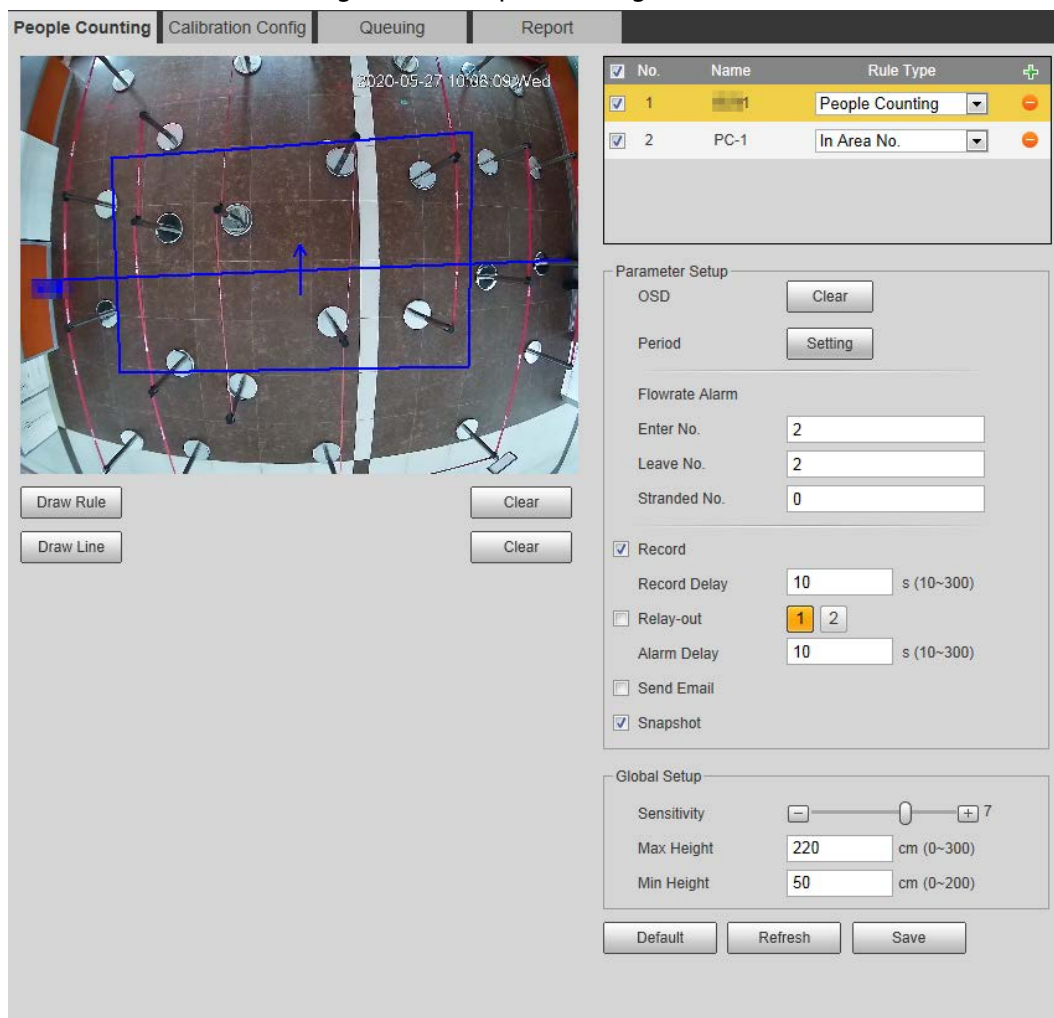 People Counting Calibration Config Queuing Report
2020-05-27 10:08:09 Wed
No. Name Rule Type
1 People Counting
2 PC-1 In Area No.
Parameter Setup
OSD Clear
Period Setting
Flowrate Alarm
Enter No. 2
Leave No. 2
Stranded No. 0
Draw Rule Clear
Draw Line Clear
Record
Record Delay 10 s (10~300)
Relay-out 1 2
Alarm Delay 10 s (10~300)
Send Email
Snapshot
Global Setup
Sensitivity 7
Max Height 220 cm (0~300)
Min Height 50 cm (0~200)
Default Refresh Save